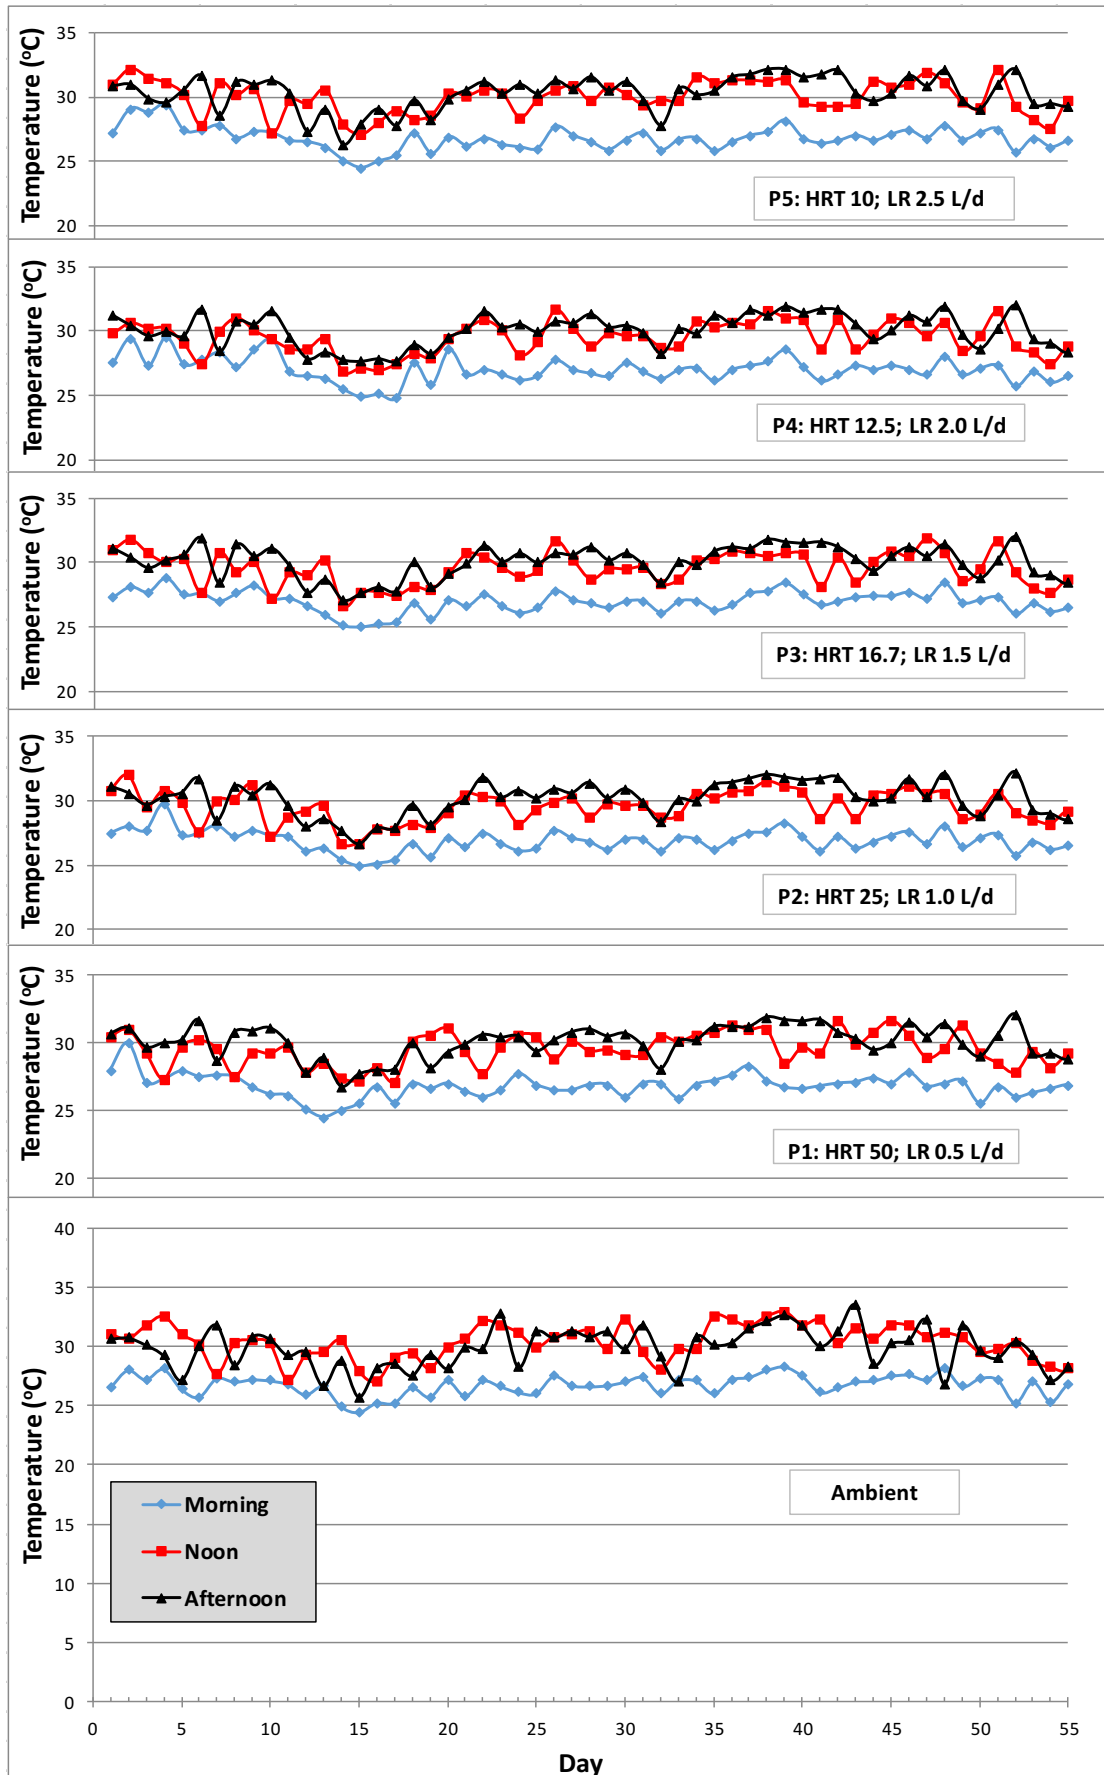 Temperature (ºC)
35
30
25
20
P5: HRT 10; LR 2.5 L/d
Temperature (ºC)
35
30
25
20
P4: HRT 12.5; LR 2.0 L/d
Temperature (ºC)
35
30
25
20
P3: HRT 16.7; LR 1.5 L/d
Temperature (ºC)
35
30
25
20
P2: HRT 25; LR 1.0 L/d
Temperature (ºC)
35
30
25
20
P1: HRT 50; LR 0.5 L/d
Temperature (ºC)
40
35
30
25
20
15
10
5
0
Ambient
Morning
Noon
Afternoon
0 5 10 15 20 25 30 35 40 45 50 55
Day